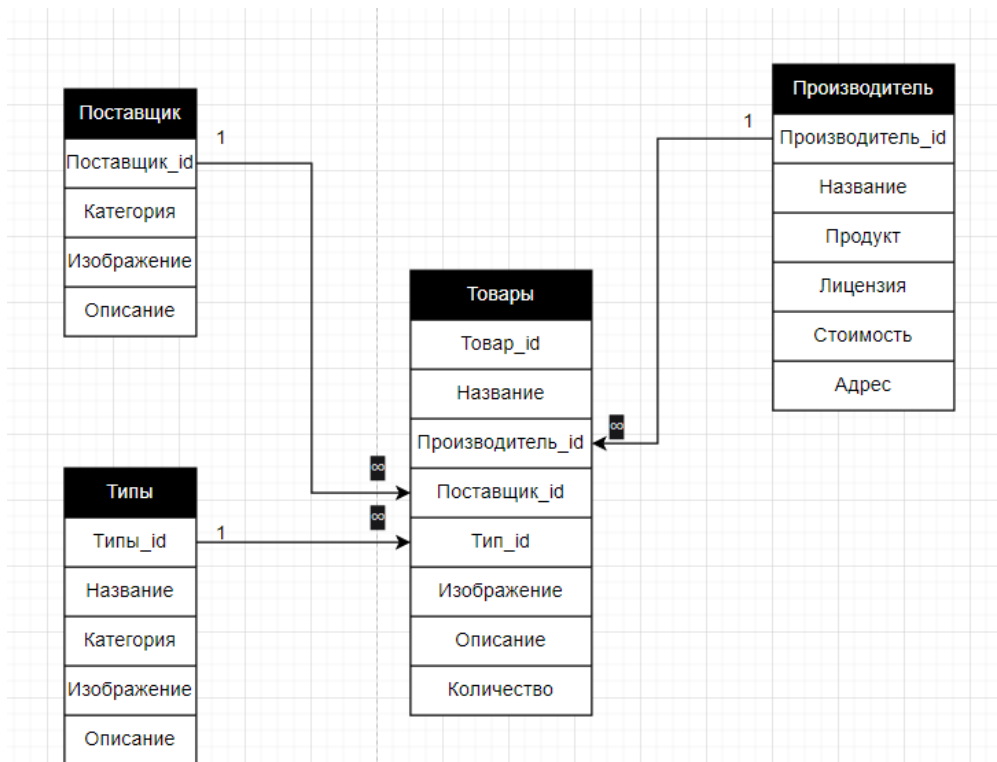 Поставщик
Поставщик_id
Категория
Изображение
Описание
1
Производитель
Производитель_id
Название
Продукт
Лицензия
Стоимость
Адрес
1
Товары
Товар_id
Название
Производитель_id
Поставщик_id
Тип_id
Изображение
Описание
Количество
∞
∞
∞
Типы
Типы_id
Название
Категория
Изображение
Описание
1